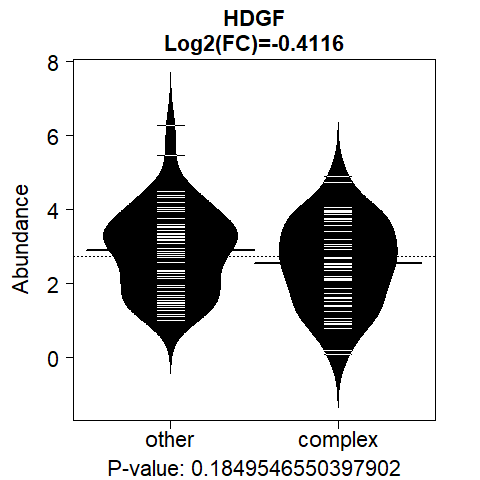 HDGF
Log2(FC)=-0.4116
8
6
4
2
0
Abundance
other complex
P-value: 0.1849546550397902